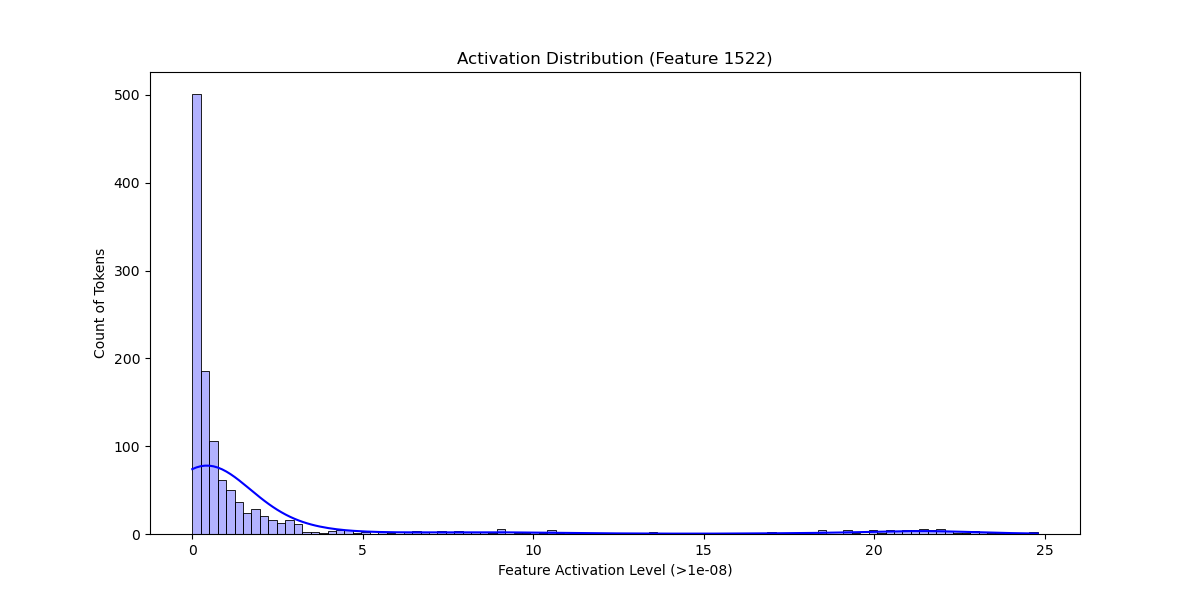 Activation Distribution (Feature 1522)
500
400
300
200
100
0
Count of Tokens
0 5 10 15 20 25
Feature Activation Level (>1e-08)